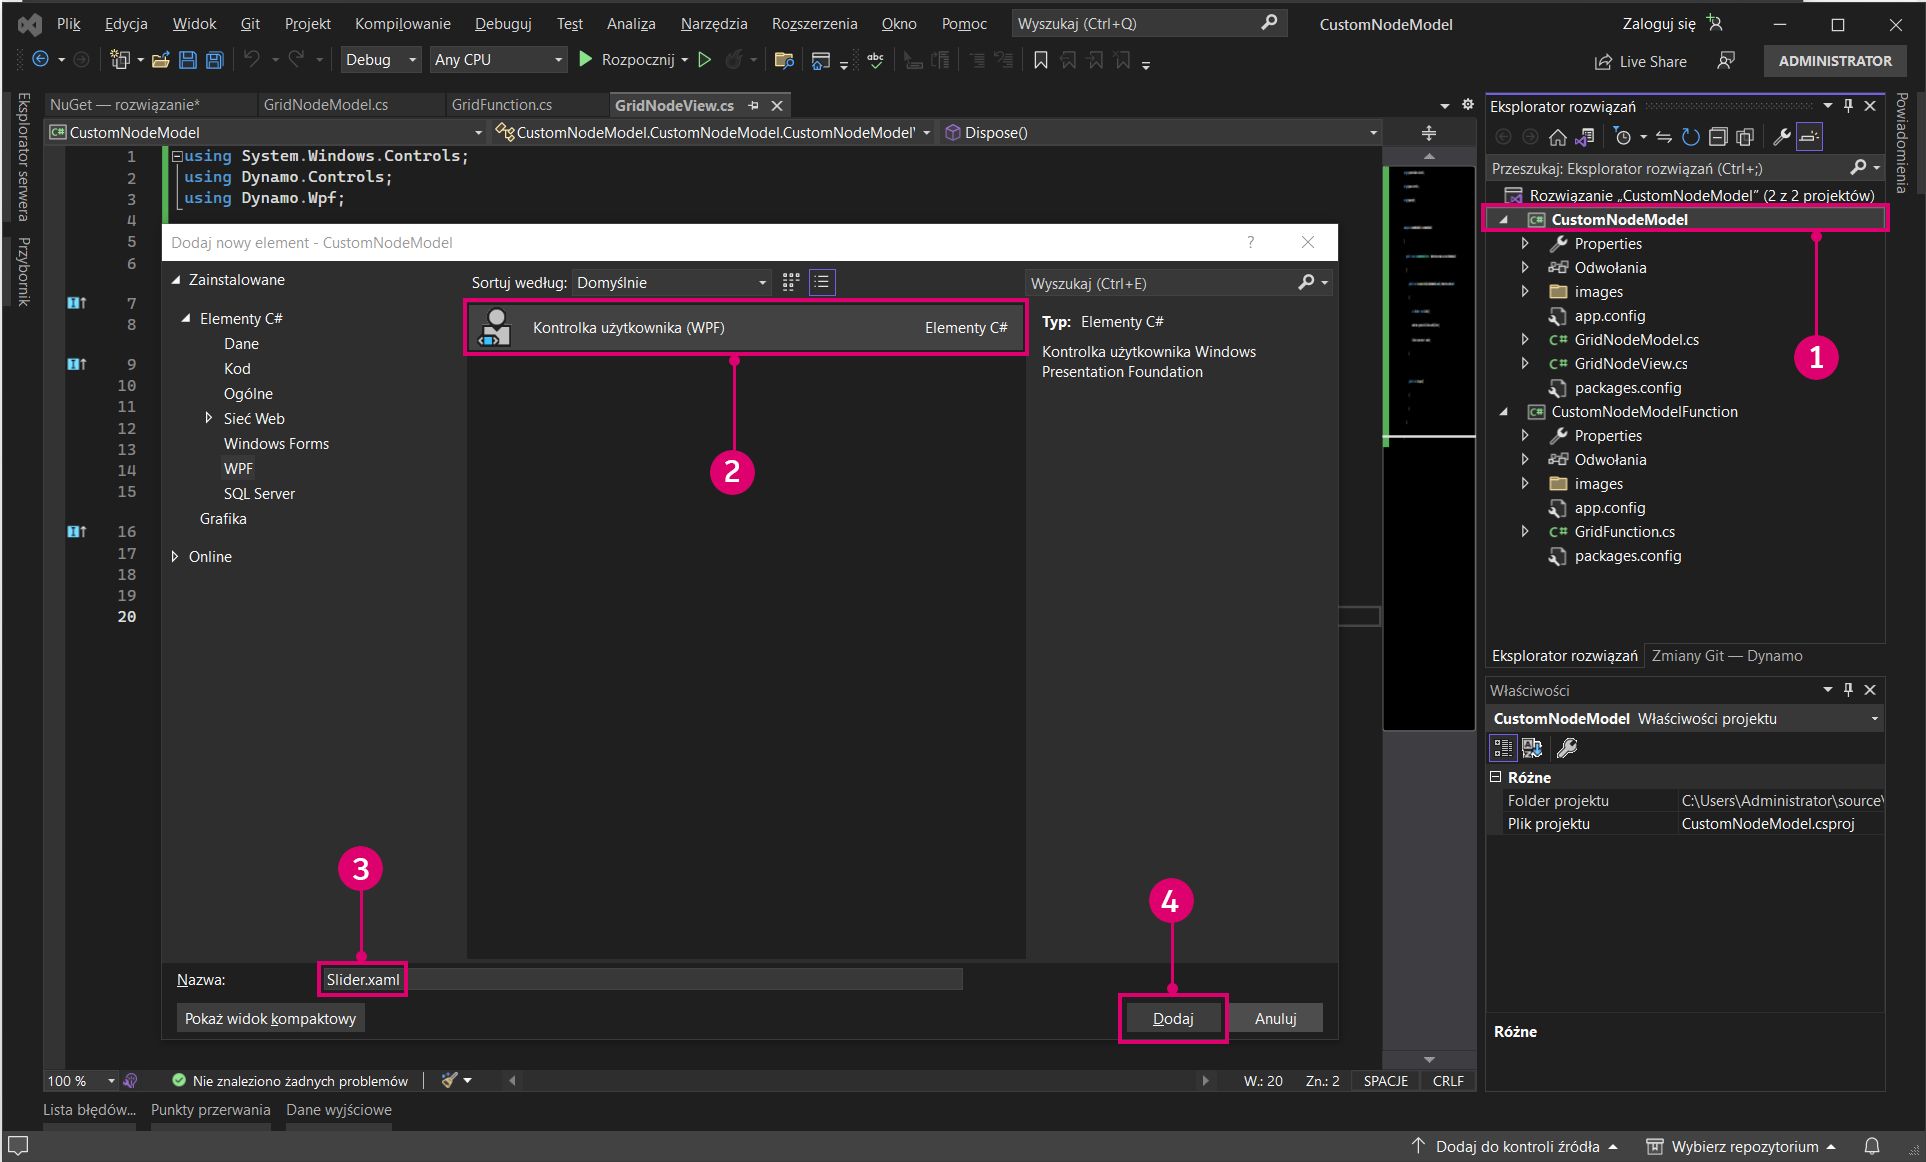 Plik Edycja Widok Git Projekt Kompilowanie Debuguj Test Analiza Narzędzia Rozszerzenia Okno Pomoc Wyszukaj (Ctrl+Q) CustomNodeModel Zaloguj się
Debug Any CPU Rozpocznij abc Live Share ADMINISTRATOR
Eksplorator serwera
Przybornik
NuGet — rozwiązanie* GridNodeModel.cs GridFunction.cs GridNodeView.cs
C# CustomNodeModel CustomNodeModel.CustomNodeModel.CustomNodeModel Dispose()
1 using System.Windows.Controls;
2 using Dynamo.Controls;
3 using Dynamo.Wpf;
4
5
6
7
8
9
10
11
12
13
14
15
16
17
18
19
20
Dodaj nowy element - CustomNodeModel ?
Zainstalowane
Elementy C#
Dane
Kod
Ogólne
Sieć Web
Windows Forms
WPF
SQL Server
Grafika
Online
Sortuj według: Domyślnie
Kontrolka użytkownika (WPF) Elementy C#
2
Wyszukaj (Ctrl+E)
Typ: Elementy C#
Kontrolka użytkownika Windows
Presentation Foundation
3
4
Nazwa: Slider.xaml
Pokaż widok kompaktowy Dodaj Anuluj
Eksplorator rozwiązań
Przeszukaj: Eksplorator rozwiązań (Ctrl+;)
Rozwiązanie „CustomNodeModel” (2 z 2 projektów)
C# CustomNodeModel
Properties
Odwołania
images
app.config
C# GridNodeModel.cs
1
C# GridNodeView.cs
packages.config
C# CustomNodeModelFunction
Properties
Odwołania
images
app.config
C# GridFunction.cs
packages.config
Powiadomienia
Eksplorator rozwiązań Zmiany Git — Dynamo
Właściwości
CustomNodeModel Właściwości projektu
Różne
Folder projektu C:\Users\Administrator\source\
Plik projektu CustomNodeModel.csproj
Różne
100 % Nie znaleziono żadnych problemów W.: 20 Zn.: 2 SPACJE CRLF
Lista błędów... Punkty przerwania Dane wyjściowe
Dodaj do kontroli źródła Wybierz repozytorium